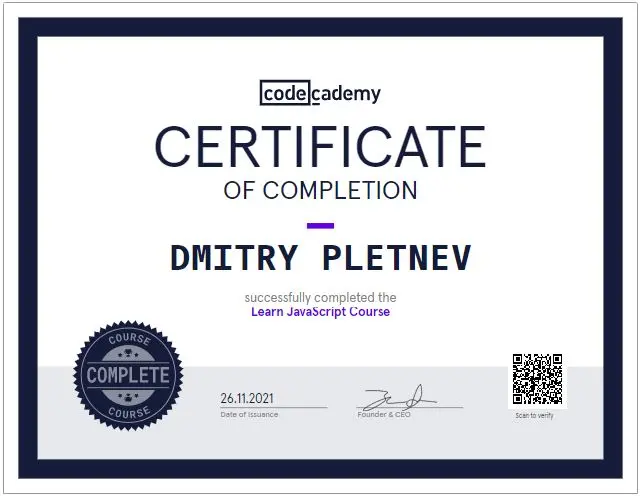 codecademy
CERTIFICATE
OF COMPLETION
DMITRY PLETNEV
successfully completed the
Learn JavaScript Course
COURSE
COMPLETE
COURSE
26.11.2021
Date of Issuance
Founder & CEO
Scan to verify